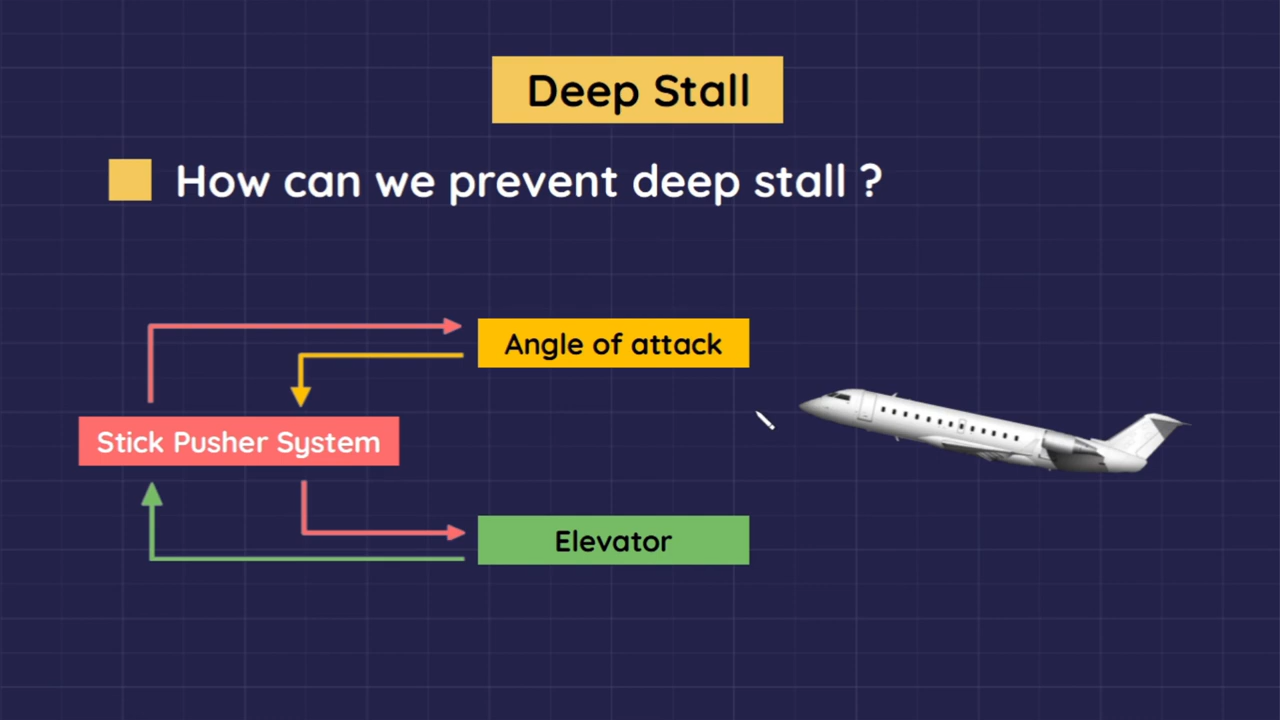 Deep Stall
How can we prevent deep stall ?
Angle of attack
Stick Pusher System
Elevator